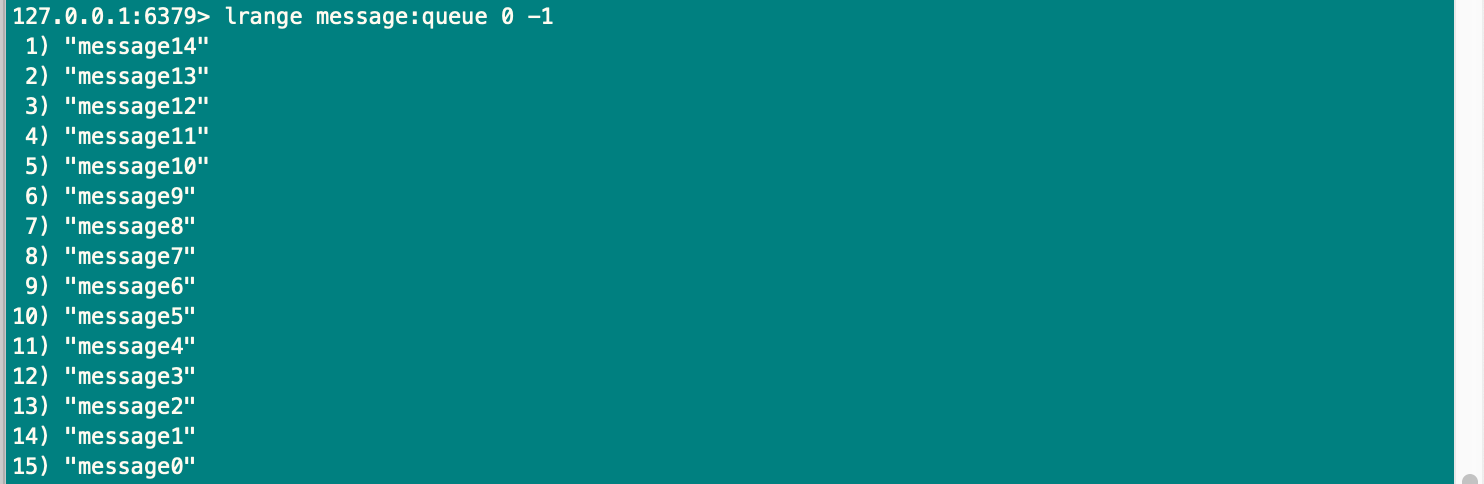 127.0.0.1:6379> lrange message:queue 0 -1
1) "message14"
2) "message13"
3) "message12"
4) "message11"
5) "message10"
6) "message9"
7) "message8"
8) "message7"
9) "message6"
10) "message5"
11) "message4"
12) "message3"
13) "message2"
14) "message1"
15) "message0"